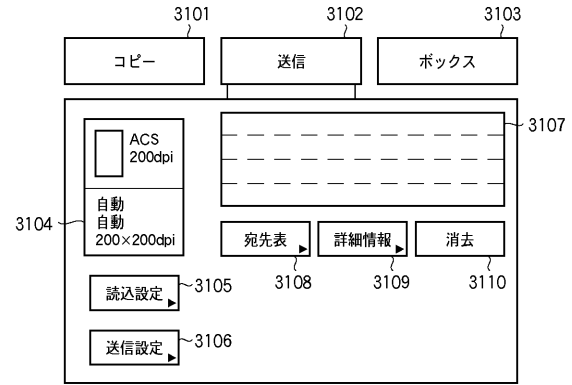 3101
3102
3103
コピー
送信
ボックス
3107
ACS
200dpi
3104
自動
自動
200×200dpi
宛先表
詳細情報
消去
3108
3109
3110
読込設定
3105
送信設定
3106